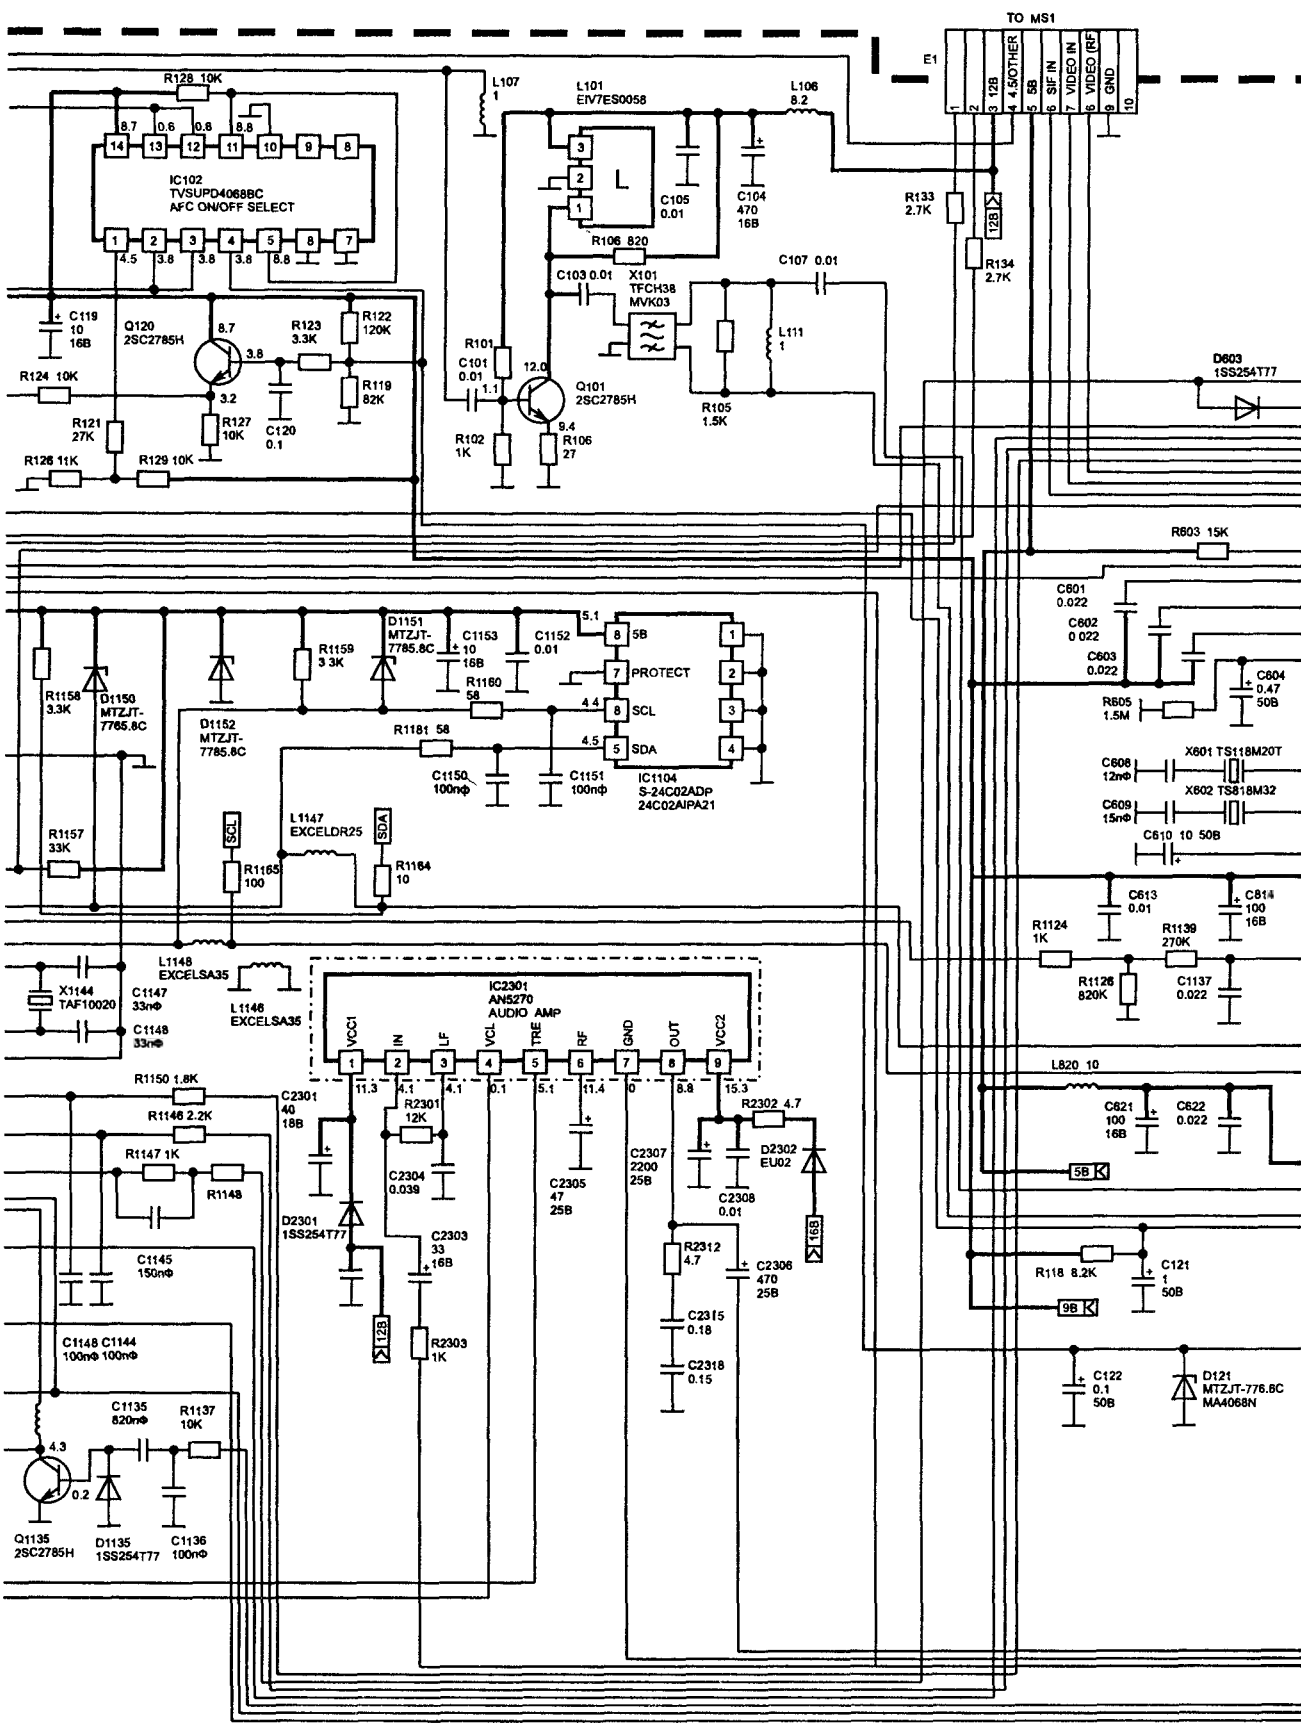 TO MS1
E1
1
2
3 12B
4 4.5/OTHER
5 5B
6 SIF IN
7 VIDEO IN
6 VIDEO (RF)
9 GND
10
R128 10K
L107
1
L101
EIV7ES0058
L106
8.2
8.7
0.6
0.6
8.8
14
13
12
11
10
9
8
3
2
1
L
IC102
TVSUPD4068BC
AFC ON/OFF SELECT
C105
0.01
C104
470
16B
R133
2.7K
12B
1
2
3
4
5
8
7
4.5
3.8
3.8
3.8
8.8
R106 820
R134
2.7K
C103 0.01
X101
TFCH38
MVK03
C107 0.01
C119
10
16B
Q120
2SC2785H
8.7
R123
3.3K
R122
120K
L111
1
R101
C101
0.01
1.1
12.0
3.8
R124 10K
R119
82K
Q101
2SC2785H
D603
1SS254T77
3.2
R121
27K
R127
10K
C120
0.1
R105
1.5K
9.4
R102
1K
R106
27
R126 11K
R129 10K
R603 15K
C601
0.022
C602
0 022
C603
0.022
C604
0.47
50B
R605
1.5M
D1151
MTZJT-
7785.8C
C1153
10
16B
C1152
0.01
5.1
8
5B
7
PROTECT
8
SCL
5
SDA
1
2
3
4
R1159
3 3K
R1160
58
4 4
4.5
R1158
3.3K
D1150
MTZJT-
7765.8C
D1152
MTZJT-
7785.8C
R1181 58
C1150
100nФ
C1151
100nФ
IC1104
S-24C02ADP
24C02AIPA21
C608
12nФ
X601 TS118M20T
X602 TS818M32
C609
15nФ
C610 10 50B
R1157
33K
SCL
L1147
EXCELDR25
SDA
R1165
100
R1164
10
C613
0.01
C814
100
16B
R1124
1K
R1139
270K
L1148
EXCELSA35
L1146
EXCELSA35
X1144
TAF10020
C1147
33nФ
C1148
33nФ
R1126
820K
C1137
0.022
IC2301
AN5270
AUDIO AMP
VCC1
IN
LF
VCL
TRE
RF
GND
OUT
VCC2
1
2
3
4
5
6
7
8
9
11.3
4.1
4.1
0.1
5.1
11.4
0
8.8
15.3
L820 10
R1150 1.8K
C2301
40
18B
R2301
12K
R2302 4.7
C621
100
16B
C622
0.022
R1146 2.2K
R1147 1K
R1148
C2304
0.039
C2305
47
25B
C2307
2200
25B
C2308
0.01
D2302
EU02
5B
D2301
1SS254T77
C2303
33
16B
16B
C1145
150nФ
R2312
4.7
C2306
470
25B
R118 8.2K
C121
1
50B
9B
C1148 C1144
100nФ 100nФ
12B
R2303
1K
C2315
0.18
C2318
0.15
C122
0.1
50B
D121
MTZJT-776.6C
MA4068N
C1135
820nФ
R1137
10K
4.3
0.2
Q1135
2SC2785H
D1135
1SS254T77
C1136
100nФ